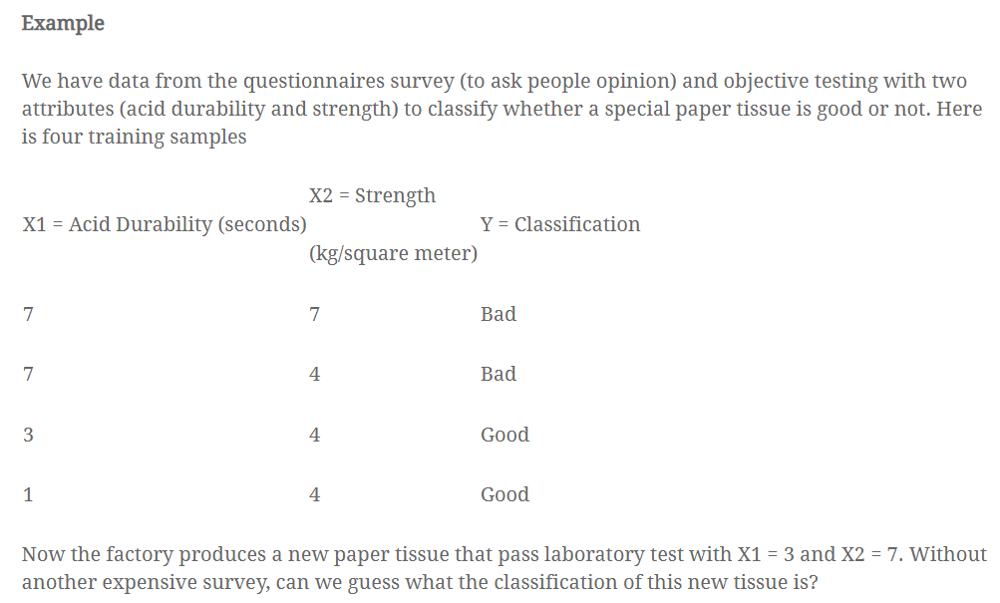 Example
We have data from the questionnaires survey (to ask people opinion) and objective testing with two
attributes (acid durability and strength) to classify whether a special paper tissue is good or not. Here
is four training samples
X2 = Strength
X1 = Acid Durability (seconds) Y = Classification
(kg/square meter)
7 7 Bad
7 4 Bad
3 4 Good
1 4 Good
Now the factory produces a new paper tissue that pass laboratory test with X1 = 3 and X2 = 7. Without
another expensive survey, can we guess what the classification of this new tissue is?